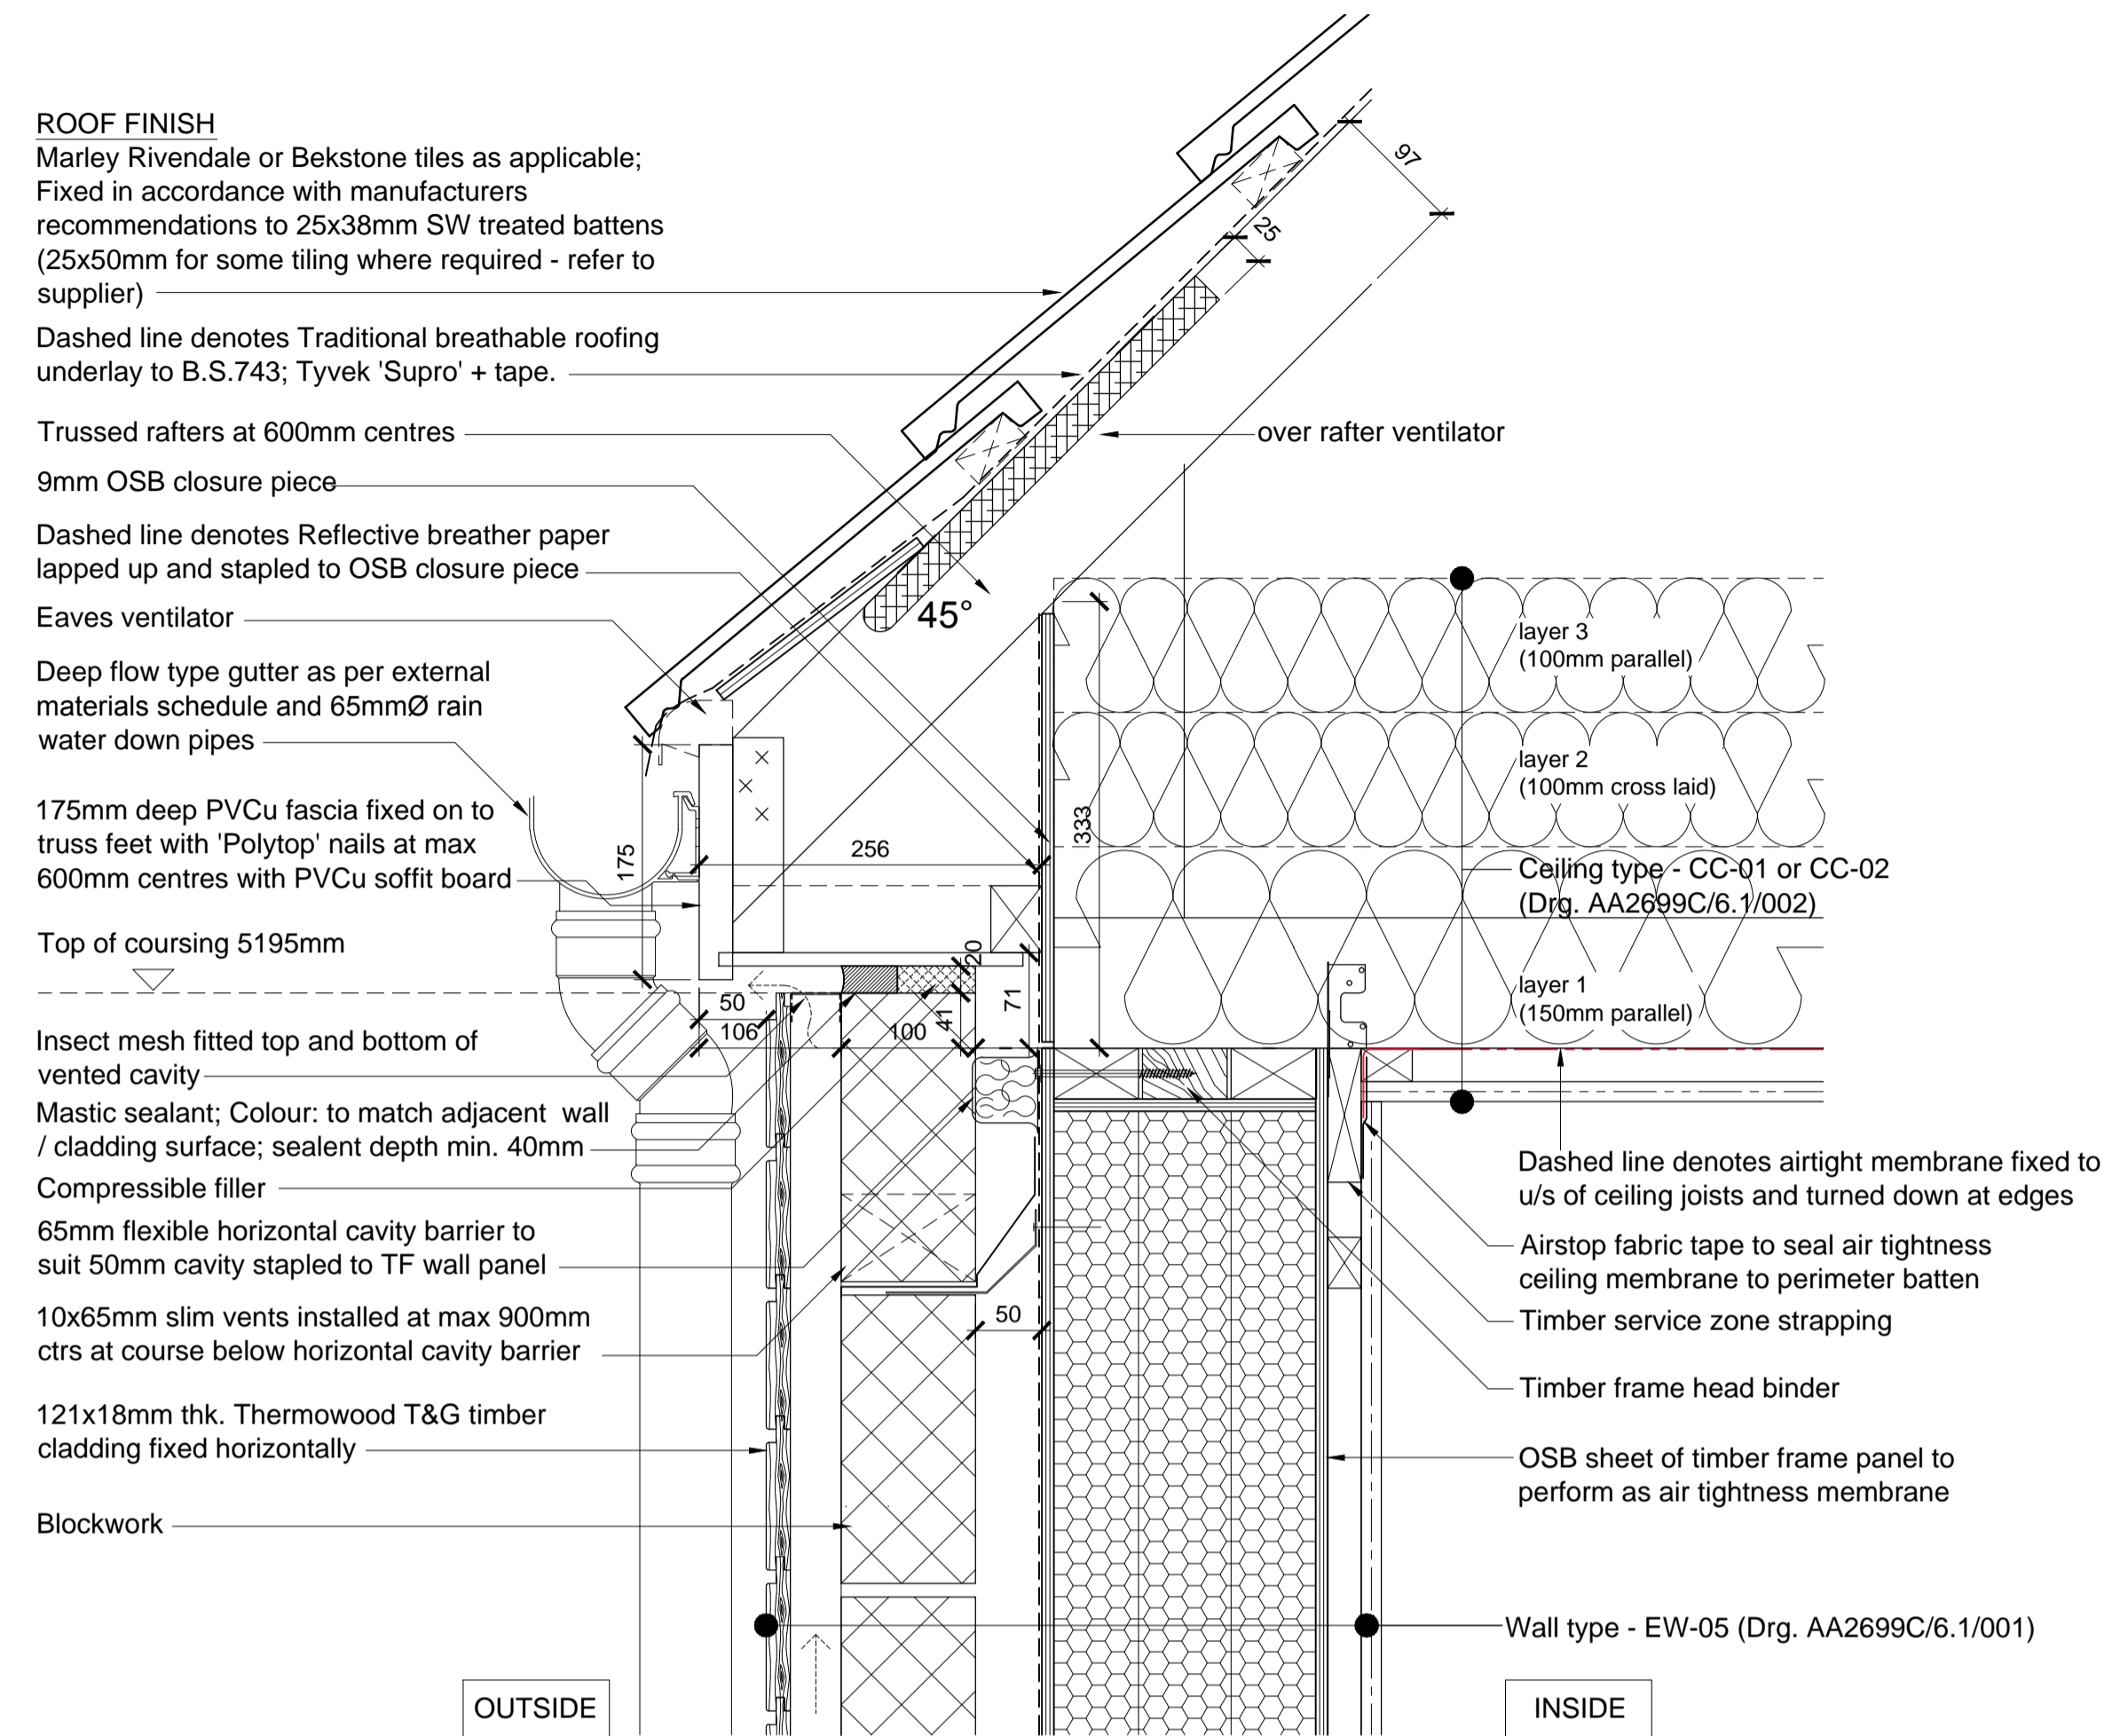 ROOF FINISH
Marley Rivendale or Bekstone tiles as applicable;
Fixed in accordance with manufacturers
recommendations to 25x38mm SW treated battens
(25x50mm for some tiling where required - refer to
supplier)
Dashed line denotes Traditional breathable roofing
underlay to B.S.743; Tyvek 'Supro' + tape.
Trussed rafters at 600mm centres
9mm OSB closure piece
Dashed line denotes Reflective breather paper
lapped up and stapled to OSB closure piece
Eaves ventilator
Deep flow type gutter as per external
materials schedule and 65mmØ rain
water down pipes
175mm deep PVCu fascia fixed on to
truss feet with 'Polytop' nails at max
600mm centres with PVCu soffit board
Top of coursing 5195mm
Insect mesh fitted top and bottom of
vented cavity
Mastic sealant; Colour: to match adjacent wall
/ cladding surface; sealent depth min. 40mm
Compressible filler
65mm flexible horizontal cavity barrier to
suit 50mm cavity stapled to TF wall panel
10x65mm slim vents installed at max 900mm
ctrs at course below horizontal cavity barrier
121x18mm thk. Thermowood T&G timber
cladding fixed horizontally
Blockwork
OUTSIDE
97
25
over rafter ventilator
45°
175
256
333
20
50
71
106
100
41
50
layer 3
(100mm parallel)
layer 2
(100mm cross laid)
Ceiling type - CC-01 or CC-02
(Drg. AA2699C/6.1/002)
layer 1
(150mm parallel)
Dashed line denotes airtight membrane fixed to
u/s of ceiling joists and turned down at edges
Airstop fabric tape to seal air tightness
ceiling membrane to perimeter batten
Timber service zone strapping
Timber frame head binder
OSB sheet of timber frame panel to
perform as air tightness membrane
Wall type - EW-05 (Drg. AA2699C/6.1/001)
INSIDE